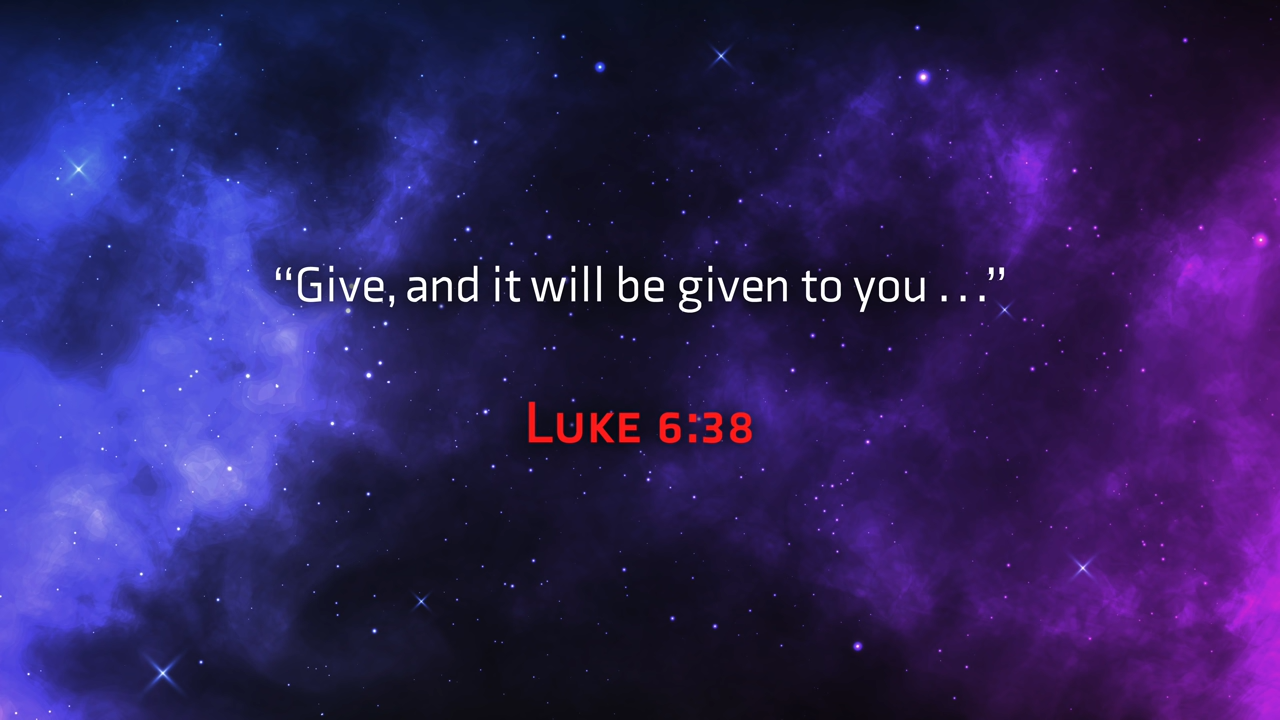 “Give, and it will be given to you . . .”
Luke 6:38